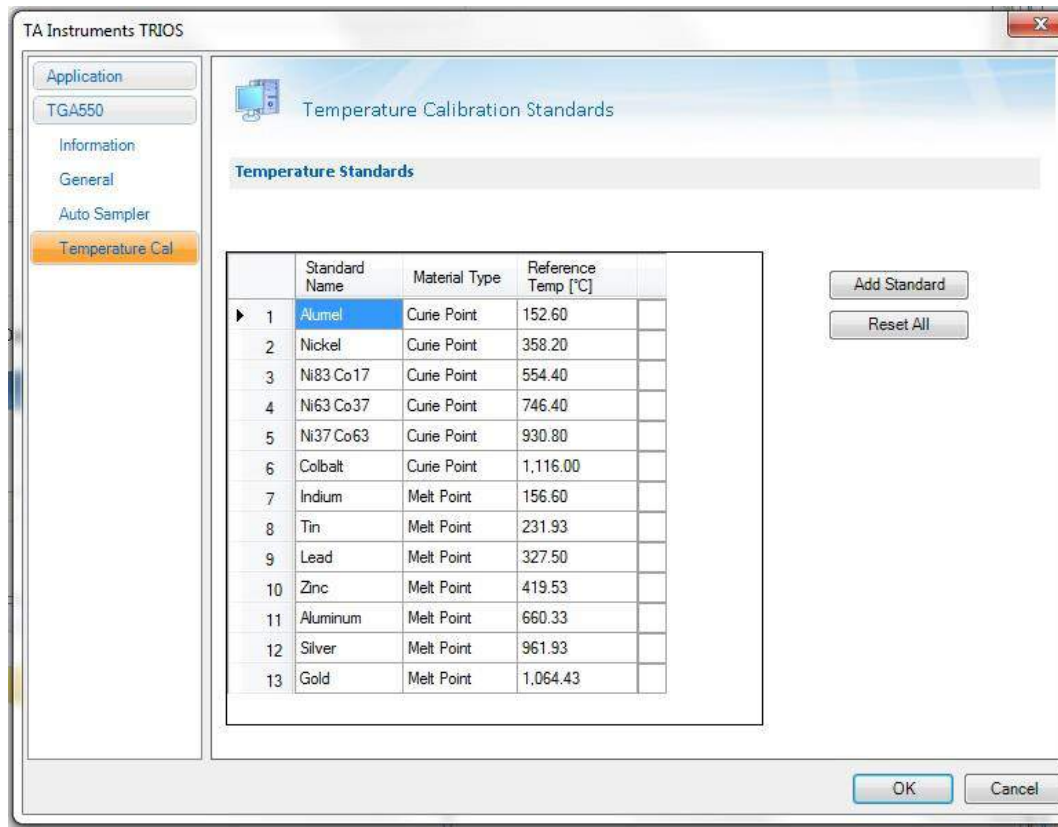 TA Instruments TRIOS
Application
TGA550
Information
General
Auto Sampler
Temperature Cal
Temperature Calibration Standards
Temperature Standards
Standard Name Material Type Reference Temp [°C]
1 Alumel Curie Point 152.60
2 Nickel Curie Point 358.20
3 Ni83 Co17 Curie Point 554.40
4 Ni63 Co37 Curie Point 746.40
5 Ni37 Co63 Curie Point 930.80
6 Colbalt Curie Point 1,116.00
7 Indium Melt Point 156.60
8 Tin Melt Point 231.93
9 Lead Melt Point 327.50
10 Zinc Melt Point 419.53
11 Aluminum Melt Point 660.33
12 Silver Melt Point 961.93
13 Gold Melt Point 1,064.43
Add Standard
Reset All
OK Cancel